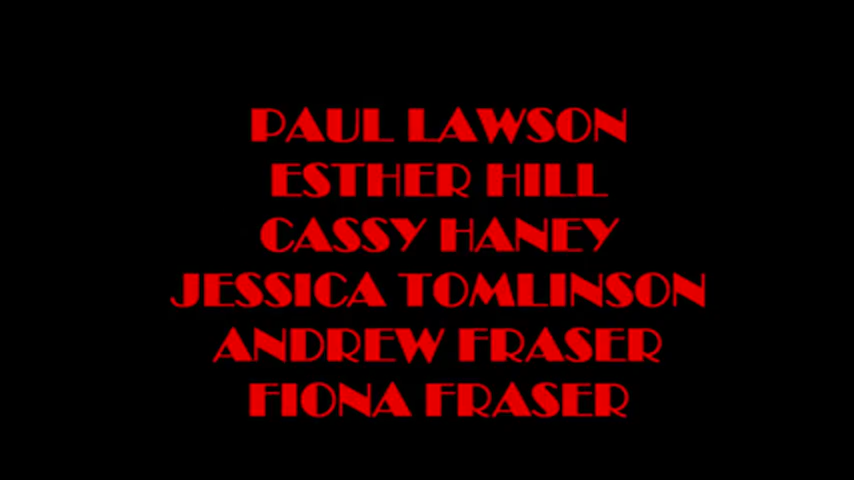 PAUL LAWSON
ESTHER HILL
CASSY HANEY
JESSICA TOMLINSON
ANDREW FRASER
FIONA FRASER